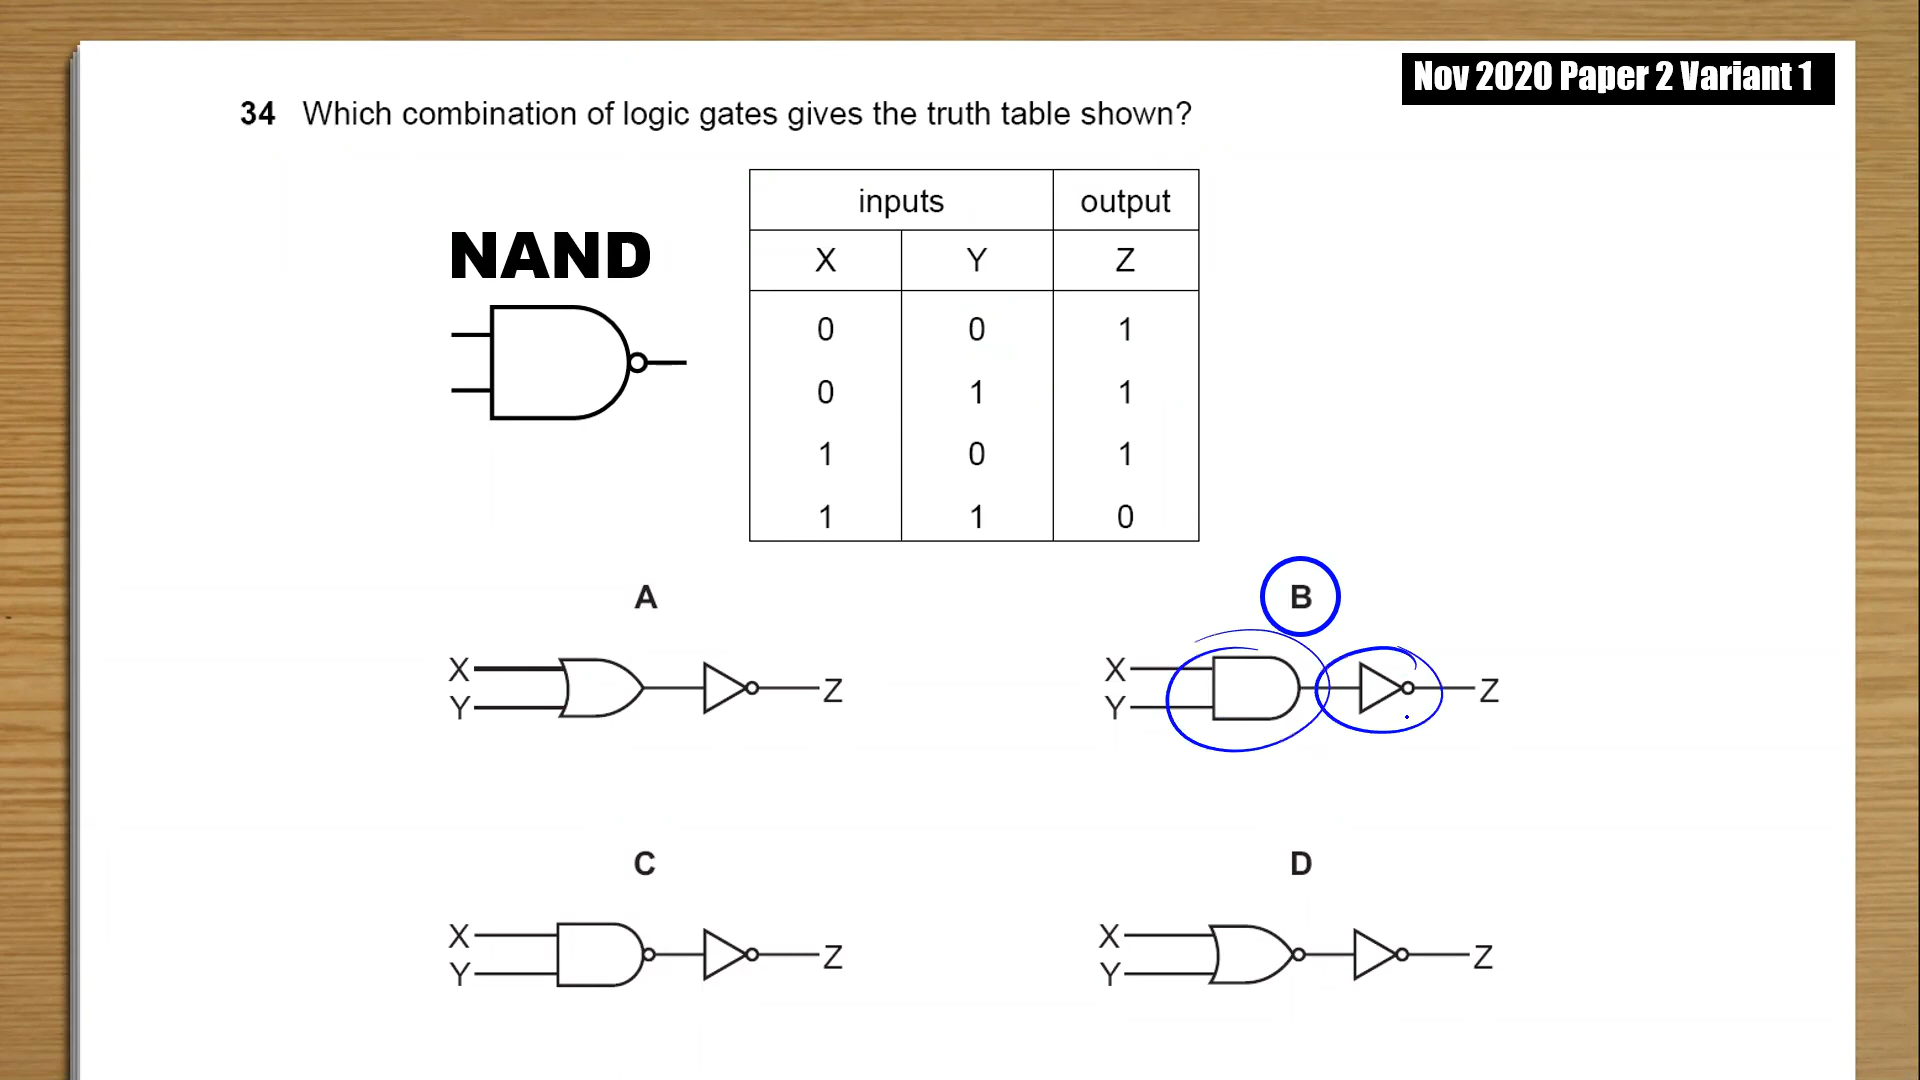 Nov 2020 Paper 2 Variant 1
34 Which combination of logic gates gives the truth table shown?
NAND
inputs output
X Y Z
0 0 1
0 1 1
1 0 1
1 1 0
A
X
Y
Z
B
X
Y
Z
C
X
Y
Z
D
X
Y
Z